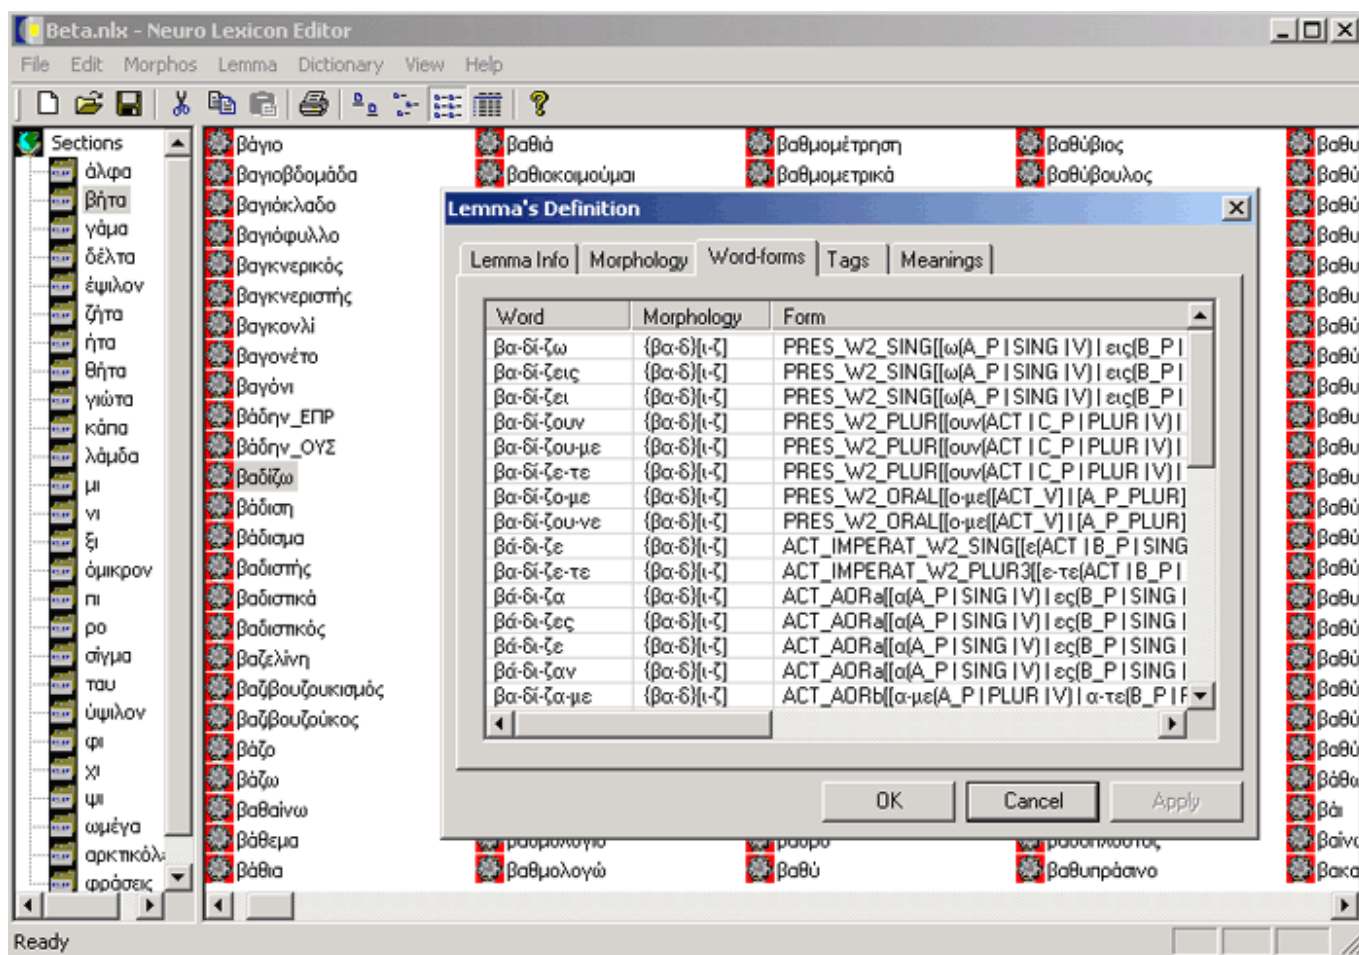 Beta.nlx - Neuro Lexicon Editor
File Edit Morphos Lemma Dictionary View Help
Sections
άλφα
βήτα
γάμα
δέλτα
έψιλον
ζήτα
ήτα
θήτα
γιώτα
κάπα
λάμδα
μι
νι
ξι
όμικρον
πι
ρο
σίγμα
ταυ
ύψιλον
φι
χι
ψι
ωμέγα
αρκτικόλ
φράσεις
βάγιο
βαγιοβδομάδα
βαγιόκλαδο
βαγιόφυλλο
βαγκνερικός
βαγκνεριστής
βαγκονλί
βαγονέτο
βαγόνι
βάδην_ΕΠΡ
βάδην_ΟΥΣ
βαδίζω
βάδιση
βάδισμα
βαδιστής
βαδιστικά
βαδιστικός
βαζελίνη
βαζιβουζουκισμός
βαζιβουζούκος
βάζο
βάζω
βαθαίνω
βάθεμα
βάθια
βαθιά
βαθιοκοιμούμαι
βαθμολογώ
βαθμομέτρηση
βαθμομετρικά
βαθύ
βαθύβιος
βαθύβουλος
βαθυπράσινο
Lemma's Definition
Lemma Info Morphology Word-forms Tags Meanings
Word Morphology Form
βα-δί-ζω {βα-δ}[ι-ζ] PRES_W2_SING[[ω(A_P | SING | V) | εις(B_P |
βα-δί-ζεις {βα-δ}[ι-ζ] PRES_W2_SING[[ω(A_P | SING | V) | εις(B_P |
βα-δί-ζει {βα-δ}[ι-ζ] PRES_W2_SING[[ω(A_P | SING | V) | εις(B_P |
βα-δί-ζουν {βα-δ}[ι-ζ] PRES_W2_PLUR[[ουν(ACT | C_P | PLUR | V) |
βα-δί-ζου-με {βα-δ}[ι-ζ] PRES_W2_PLUR[[ουν(ACT | C_P | PLUR | V) |
βα-δί-ζε-τε {βα-δ}[ι-ζ] PRES_W2_PLUR[[ουν(ACT | C_P | PLUR | V) |
βα-δί-ζο-με {βα-δ}[ι-ζ] PRES_W2_ORAL[[ο-με[[ACT_V] | [A_P_PLUR]
βα-δί-ζου-νε {βα-δ}[ι-ζ] PRES_W2_ORAL[[ο-με[[ACT_V] | [A_P_PLUR]
βά-δι-ζε {βα-δ}[ι-ζ] ACT_IMPERAT_W2_SING[[ε(ACT | B_P | SING
βα-δί-ζε-τε {βα-δ}[ι-ζ] ACT_IMPERAT_W2_PLUR3[[ε-τε(ACT | B_P |
βά-δι-ζα {βα-δ}[ι-ζ] ACT_AORa[[α(A_P | SING | V) | ες(B_P | SING |
βά-δι-ζες {βα-δ}[ι-ζ] ACT_AORa[[α(A_P | SING | V) | ες(B_P | SING |
βά-δι-ζε {βα-δ}[ι-ζ] ACT_AORa[[α(A_P | SING | V) | ες(B_P | SING |
βά-δι-ζαν {βα-δ}[ι-ζ] ACT_AORa[[α(A_P | SING | V) | ες(B_P | SING |
βα-δί-ζα-με {βα-δ}[ι-ζ] ACT_AORb[[α-με(A_P | PLUR | V) | α-τε(B_P |
OK Cancel Apply
Ready